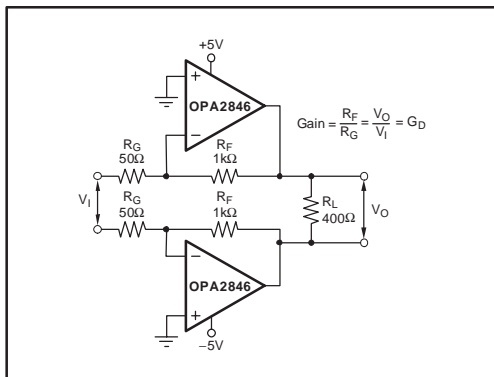 +5V
+
OPA2846
−
Gain = R_F / R_G = V_O / V_I = G_D
R_G
50Ω
R_F
1kΩ
V_I
R_G
50Ω
R_F
1kΩ
R_L
400Ω
V_O
−
OPA2846
+
−5V